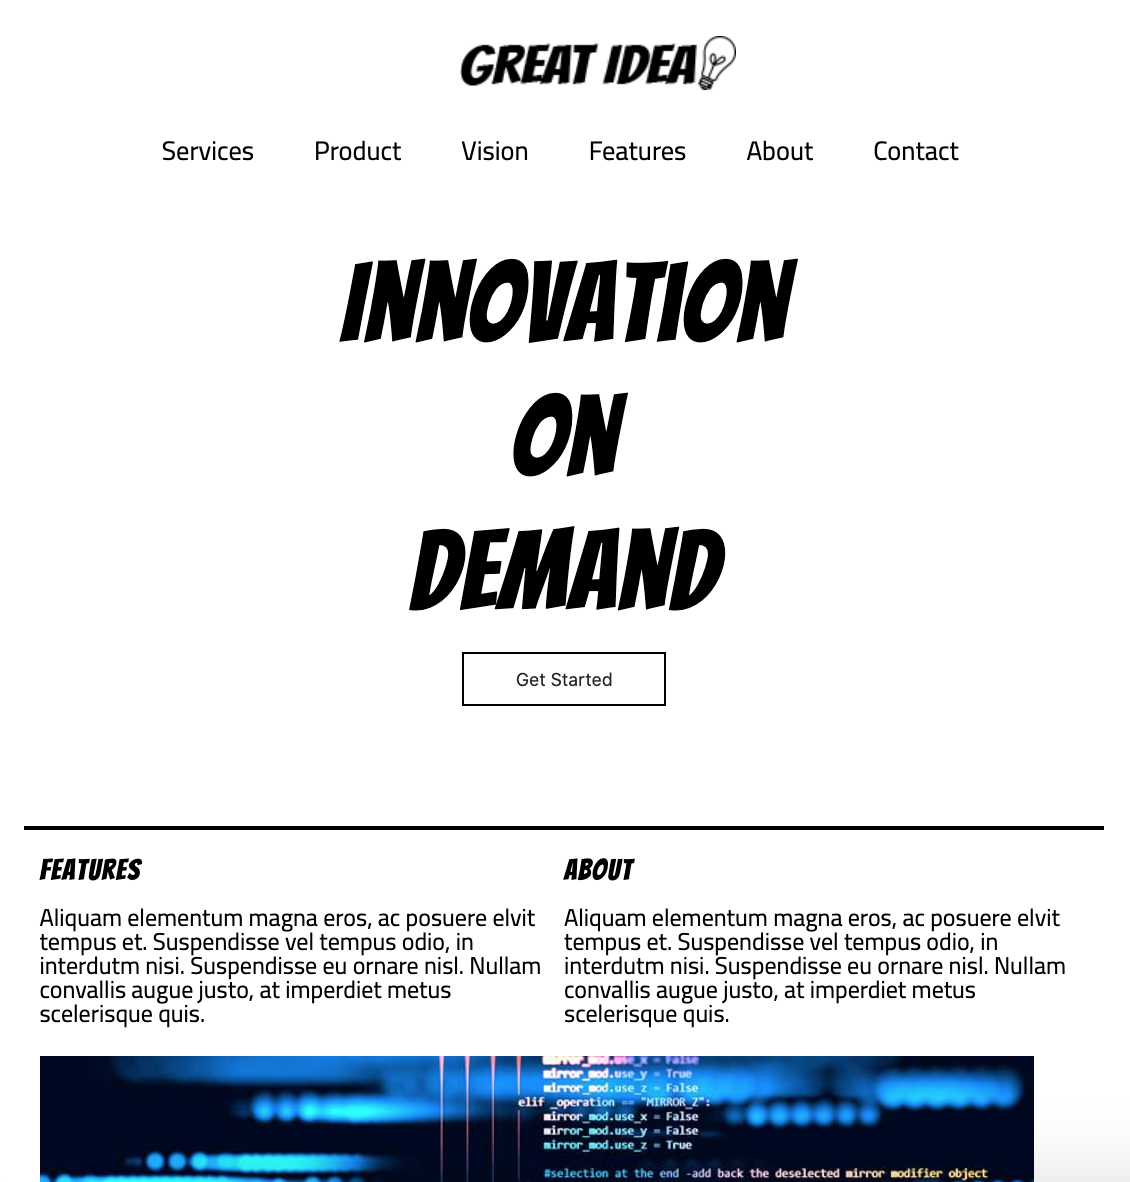 GREAT IDEA
Services Product Vision Features About Contact
INNOVATION
ON
DEMAND
Get Started
FEATURES
Aliquam elementum magna eros, ac posuere elvit
tempus et. Suspendisse vel tempus odio, in
interdutm nisi. Suspendisse eu ornare nisl. Nullam
convallis augue justo, at imperdiet metus
scelerisque quis.
ABOUT
Aliquam elementum magna eros, ac posuere elvit
tempus et. Suspendisse vel tempus odio, in
interdutm nisi. Suspendisse eu ornare nisl. Nullam
convallis augue justo, at imperdiet metus
scelerisque quis.
mirror_mod.use_x = False
mirror_mod.use_y = True
mirror_mod.use_z = False
elif _operation == "MIRROR_Z":
mirror_mod.use_x = False
mirror_mod.use_y = False
mirror_mod.use_z = True
#selection at the end -add back the deselected mirror modifier object